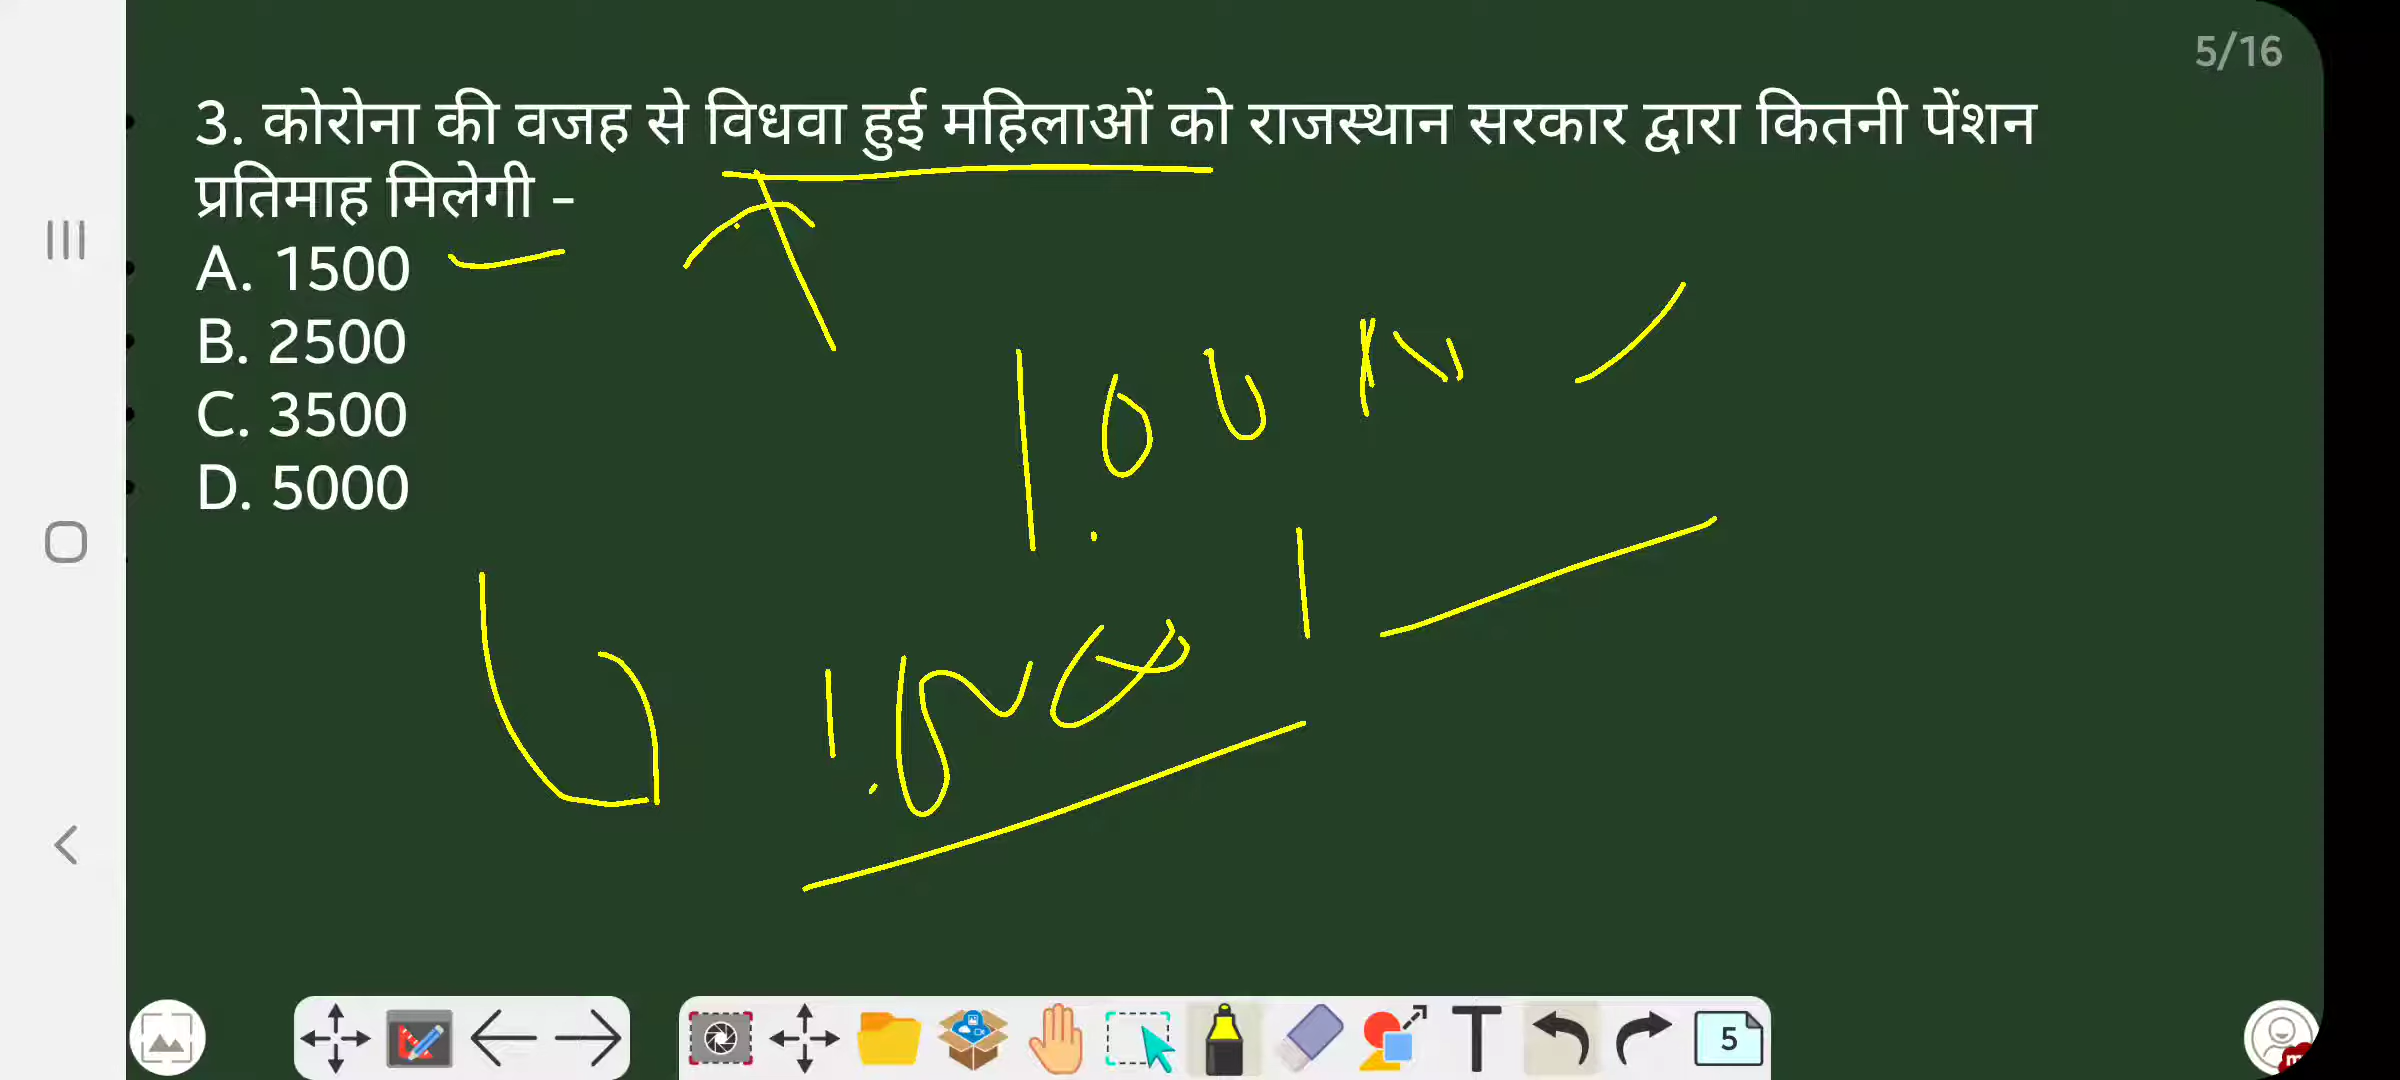 5/16
3. कोरोना की वजह से विधवा हुई महिलाओं को राजस्थान सरकार द्वारा कितनी पेंशन
प्रतिमाह मिलेगी -
A. 1500
B. 2500
C. 3500
D. 5000
T
5